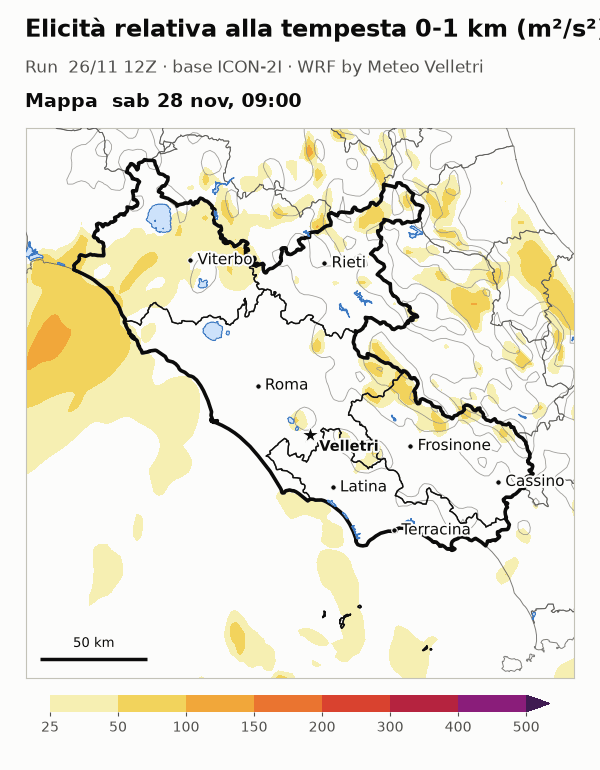 Elicità relativa alla tempesta 0-1 km (m²/s²)
Run 26/11 12Z · base ICON-2I · WRF by Meteo Velletri
Mappa sab 28 nov, 09:00
Viterbo
Rieti
Roma
Velletri
Frosinone
Latina
Cassino
Terracina
50 km
25 50 100 150 200 300 400 500